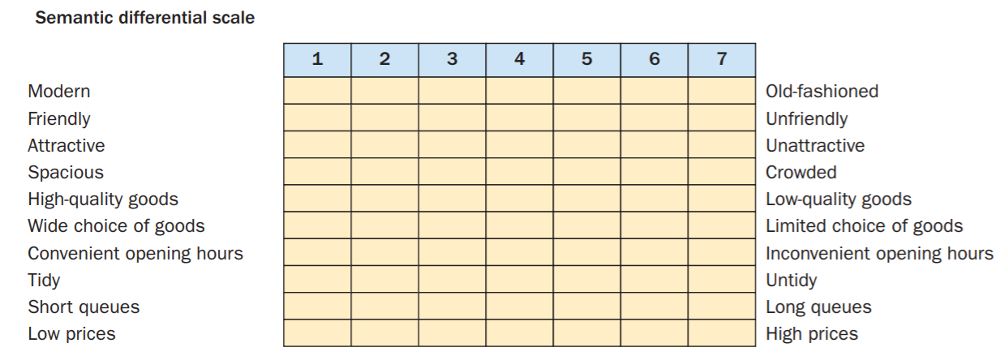 Semantic differential scale
1 2 3 4 5 6 7
Modern Old-fashioned
Friendly Unfriendly
Attractive Unattractive
Spacious Crowded
High-quality goods Low-quality goods
Wide choice of goods Limited choice of goods
Convenient opening hours Inconvenient opening hours
Tidy Untidy
Short queues Long queues
Low prices High prices